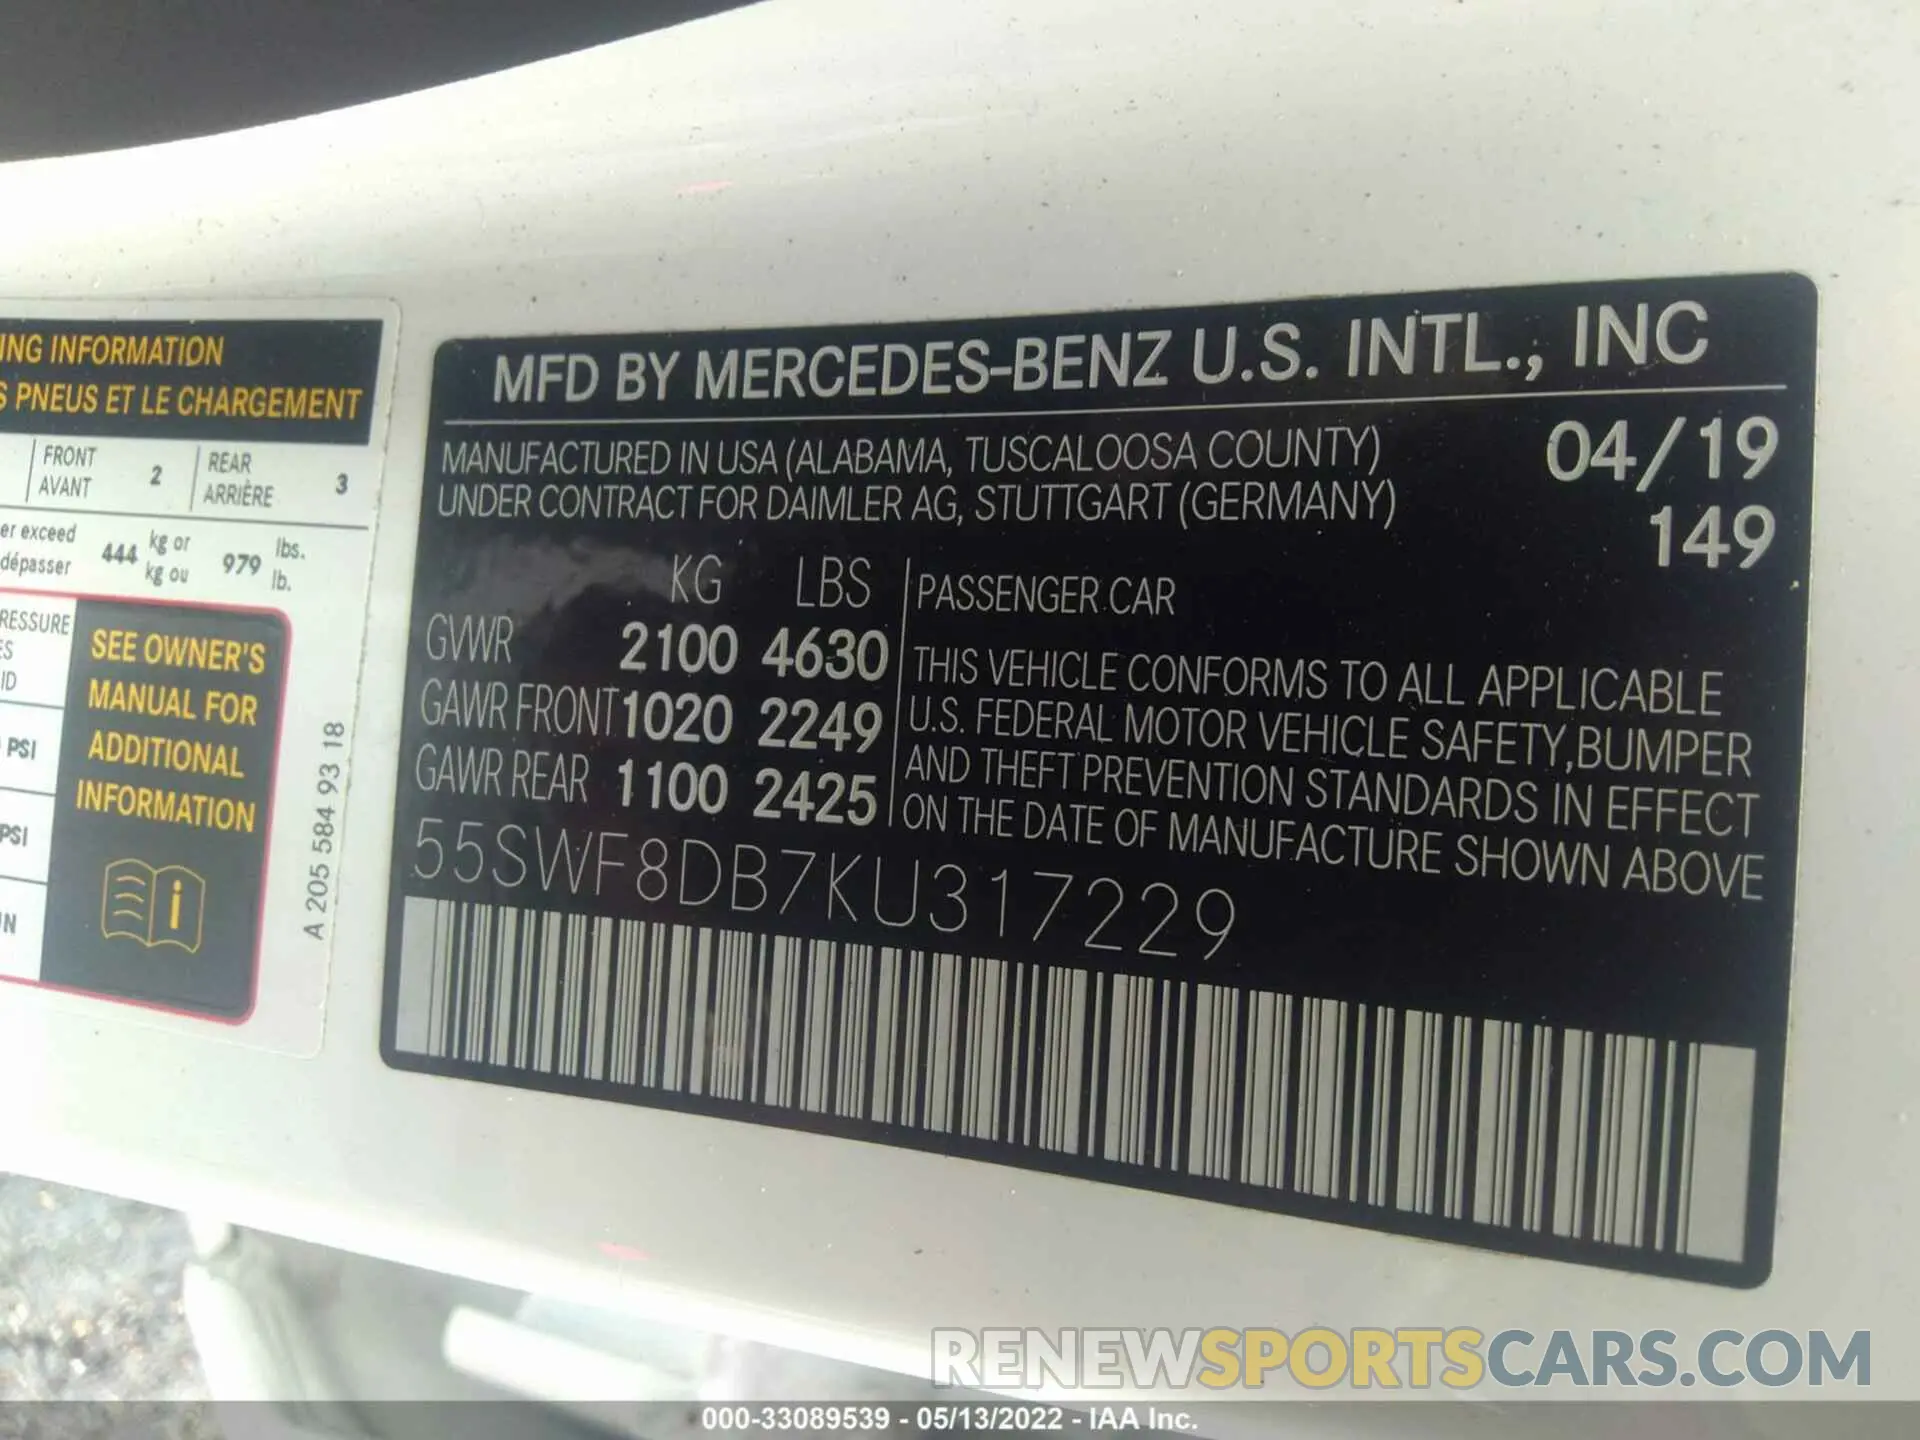 ING INFORMATION
S PNEUS ET LE CHARGEMENT
FRONT
AVANT 2 REAR
ARRIÈRE 3
er exceed
dépasser 444 kg or
kg ou 979 lbs.
lb.
RESSURE
ES
ID
PSI
PSI
N
SEE OWNER'S
MANUAL FOR
ADDITIONAL
INFORMATION
i
A 205 584 93 18
MFD BY MERCEDES-BENZ U.S. INTL., INC
MANUFACTURED IN USA (ALABAMA, TUSCALOOSA COUNTY) 04/19
UNDER CONTRACT FOR DAIMLER AG, STUTTGART (GERMANY) 149
KG LBS
GVWR 2100 4630
GAWR FRONT 1020 2249
GAWR REAR 1100 2425
PASSENGER CAR
THIS VEHICLE CONFORMS TO ALL APPLICABLE
U.S. FEDERAL MOTOR VEHICLE SAFETY,BUMPER
AND THEFT PREVENTION STANDARDS IN EFFECT
ON THE DATE OF MANUFACTURE SHOWN ABOVE
55SWF8DB7KU317229
RENEWSPORTSCARS.COM
000-33089539 - 05/13/2022 - IAA Inc.